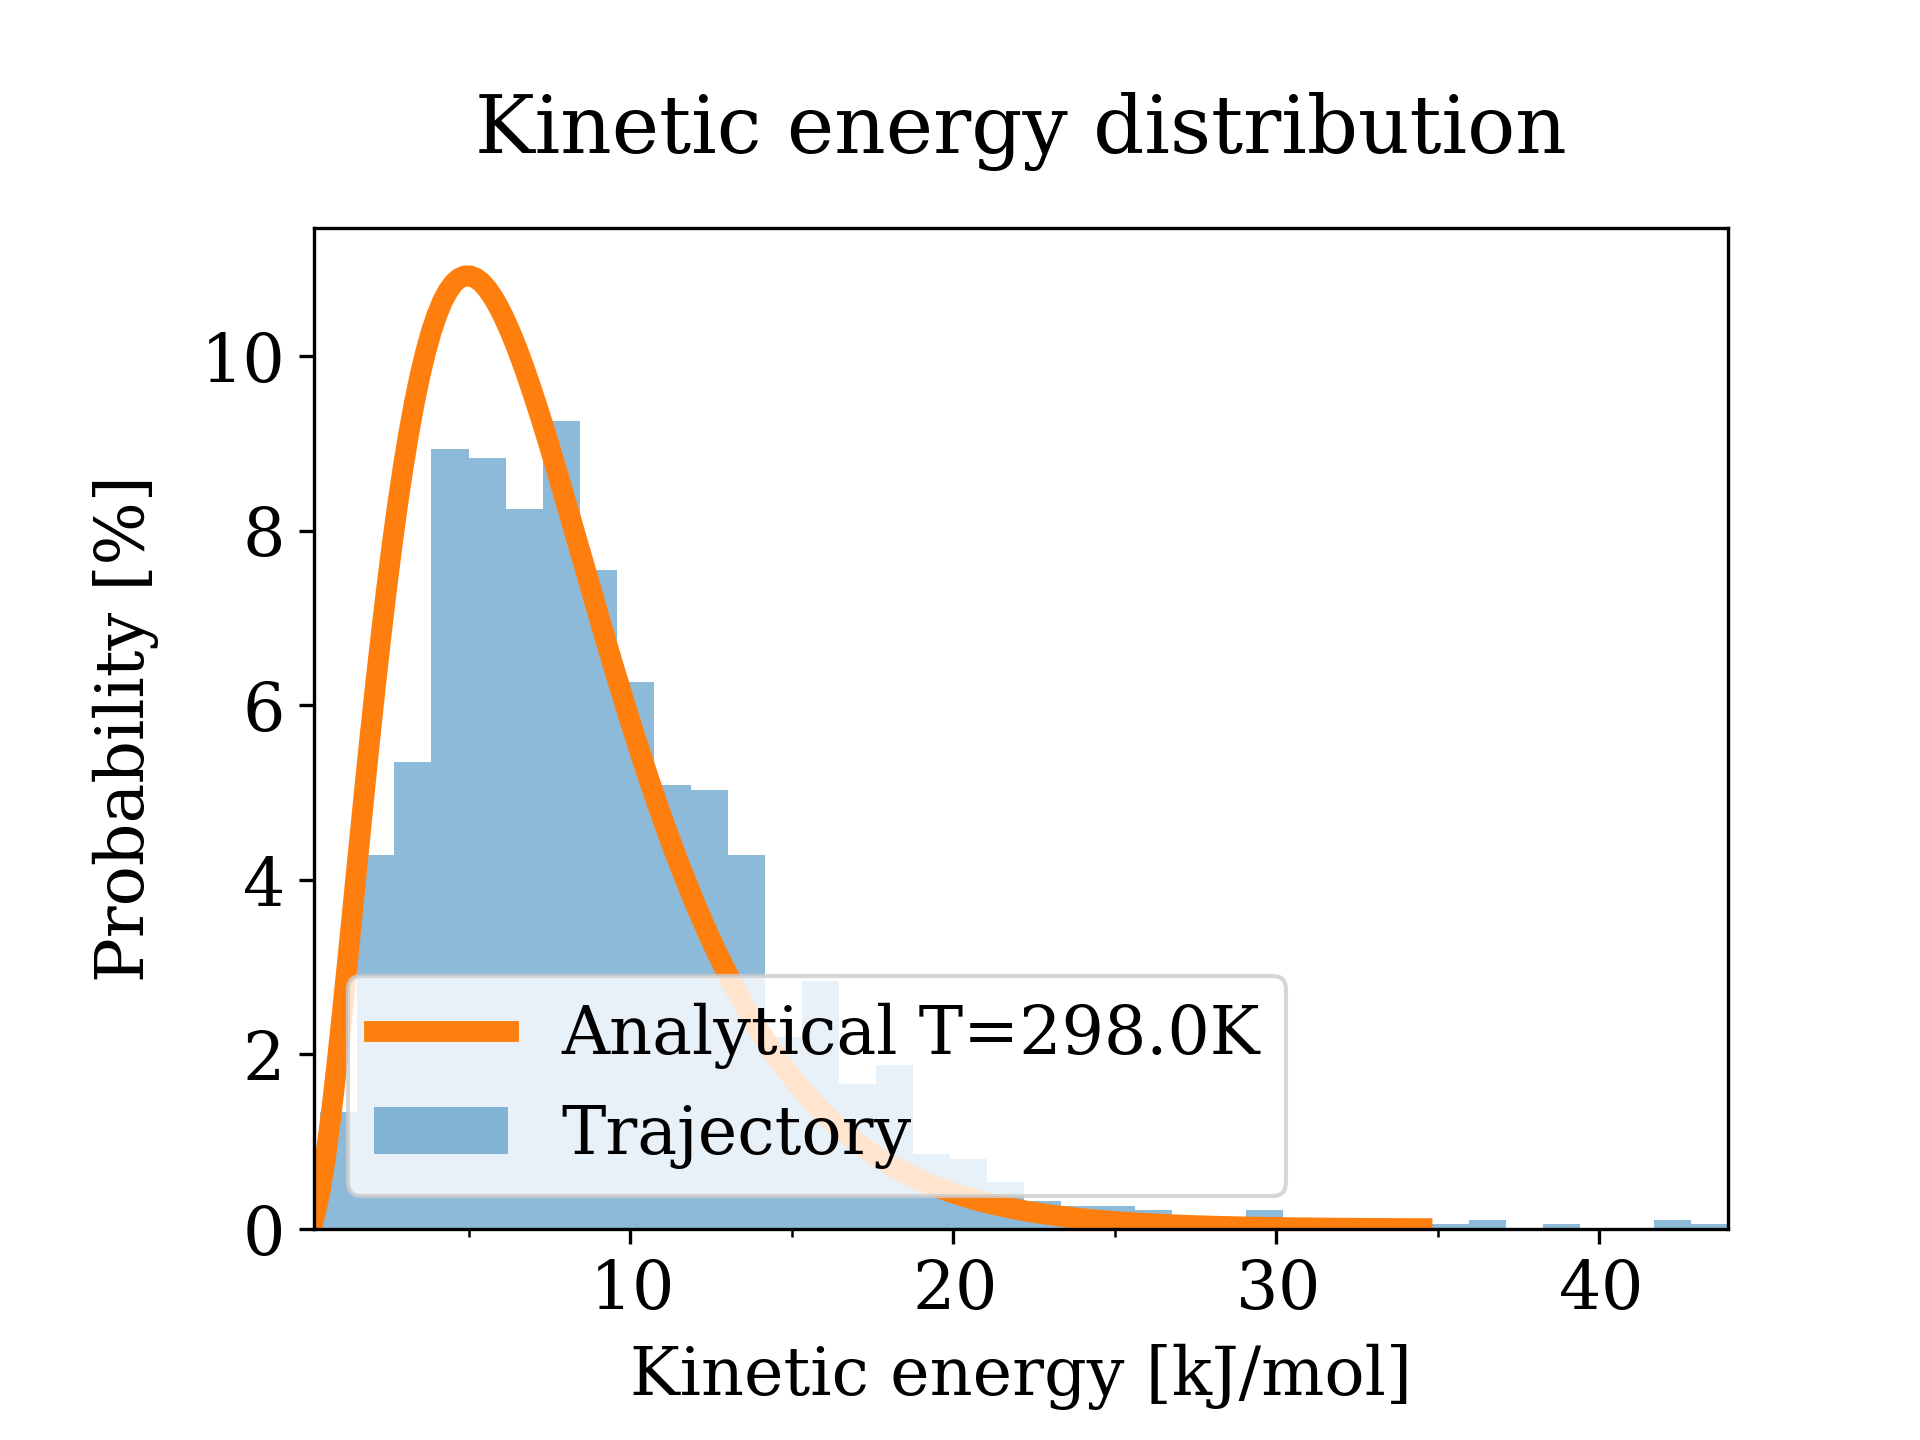 Kinetic energy distribution
Probability [%]
10
8
6
4
2
0
Analytical T=298.0K
Trajectory
10 20 30 40
Kinetic energy [kJ/mol]